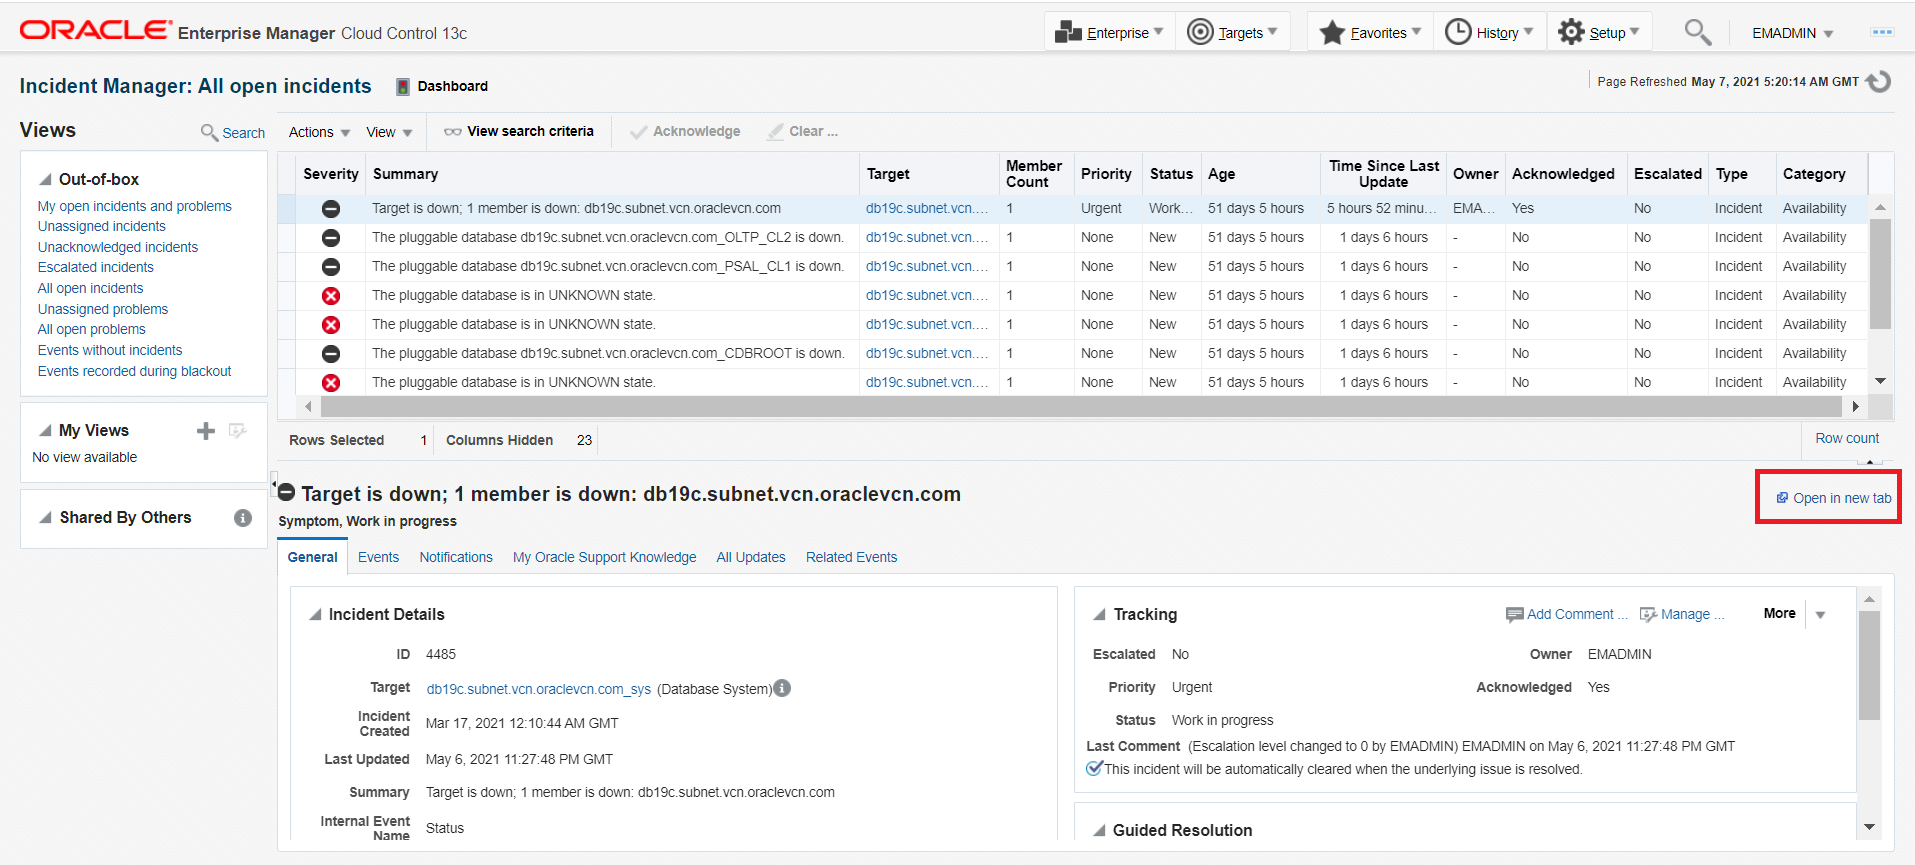 ORACLE Enterprise Manager Cloud Control 13c
Enterprise Targets Favorites History Setup EMADMIN
Incident Manager: All open incidents Dashboard
Page Refreshed May 7, 2021 5:20:14 AM GMT
Views Search
Out-of-box
My open incidents and problems
Unassigned incidents
Unacknowledged incidents
Escalated incidents
All open incidents
Unassigned problems
All open problems
Events without incidents
Events recorded during blackout
My Views
No view available
Shared By Others
Actions View View search criteria Acknowledge Clear ...
Severity Summary Target Member Count Priority Status Age Time Since Last Update Owner Acknowledged Escalated Type Category
Target is down; 1 member is down: db19c.subnet.vcn.oraclevcn.com db19c.subnet.vcn.... 1 Urgent Work... 51 days 5 hours 5 hours 52 minu... EMA... Yes No Incident Availability
The pluggable database db19c.subnet.vcn.oraclevcn.com_OLTP_CL2 is down. db19c.subnet.vcn.... 1 None New 51 days 5 hours 1 days 6 hours - No No Incident Availability
The pluggable database db19c.subnet.vcn.oraclevcn.com_PSAL_CL1 is down. db19c.subnet.vcn.... 1 None New 51 days 5 hours 1 days 6 hours - No No Incident Availability
The pluggable database is in UNKNOWN state. db19c.subnet.vcn.... 1 None New 51 days 5 hours 1 days 6 hours - No No Incident Availability
The pluggable database is in UNKNOWN state. db19c.subnet.vcn.... 1 None New 51 days 5 hours 1 days 6 hours - No No Incident Availability
The pluggable database db19c.subnet.vcn.oraclevcn.com_CDBROOT is down. db19c.subnet.vcn.... 1 None New 51 days 5 hours 1 days 6 hours - No No Incident Availability
The pluggable database is in UNKNOWN state. db19c.subnet.vcn.... 1 None New 51 days 5 hours 1 days 6 hours - No No Incident Availability
Rows Selected 1 Columns Hidden 23 Row count
Target is down; 1 member is down: db19c.subnet.vcn.oraclevcn.com Open in new tab
Symptom, Work in progress
General Events Notifications My Oracle Support Knowledge All Updates Related Events
Incident Details
ID 4485
Target db19c.subnet.vcn.oraclevcn.com_sys (Database System)
Incident Created Mar 17, 2021 12:10:44 AM GMT
Last Updated May 6, 2021 11:27:48 PM GMT
Summary Target is down; 1 member is down: db19c.subnet.vcn.oraclevcn.com
Internal Event Name Status
Tracking Add Comment ... Manage ... More
Escalated No Owner EMADMIN
Priority Urgent Acknowledged Yes
Status Work in progress
Last Comment (Escalation level changed to 0 by EMADMIN) EMADMIN on May 6, 2021 11:27:48 PM GMT
This incident will be automatically cleared when the underlying issue is resolved.
Guided Resolution